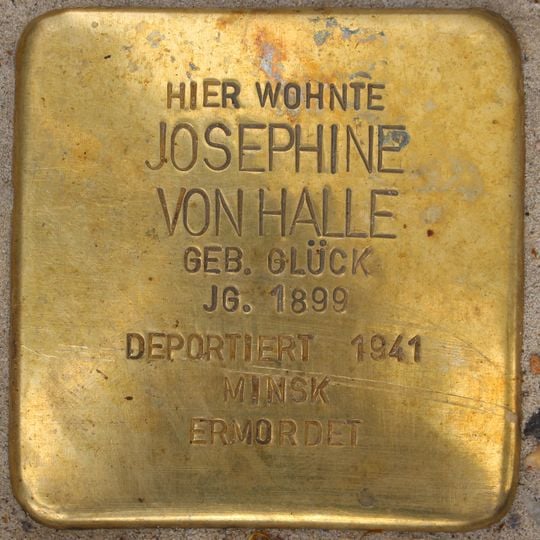 HIER WOHNTE
JOSEPHINE
VON HALLE
GEB. GLÜCK
JG. 1899
DEPORTIERT 1941
MINSK
ERMORDET